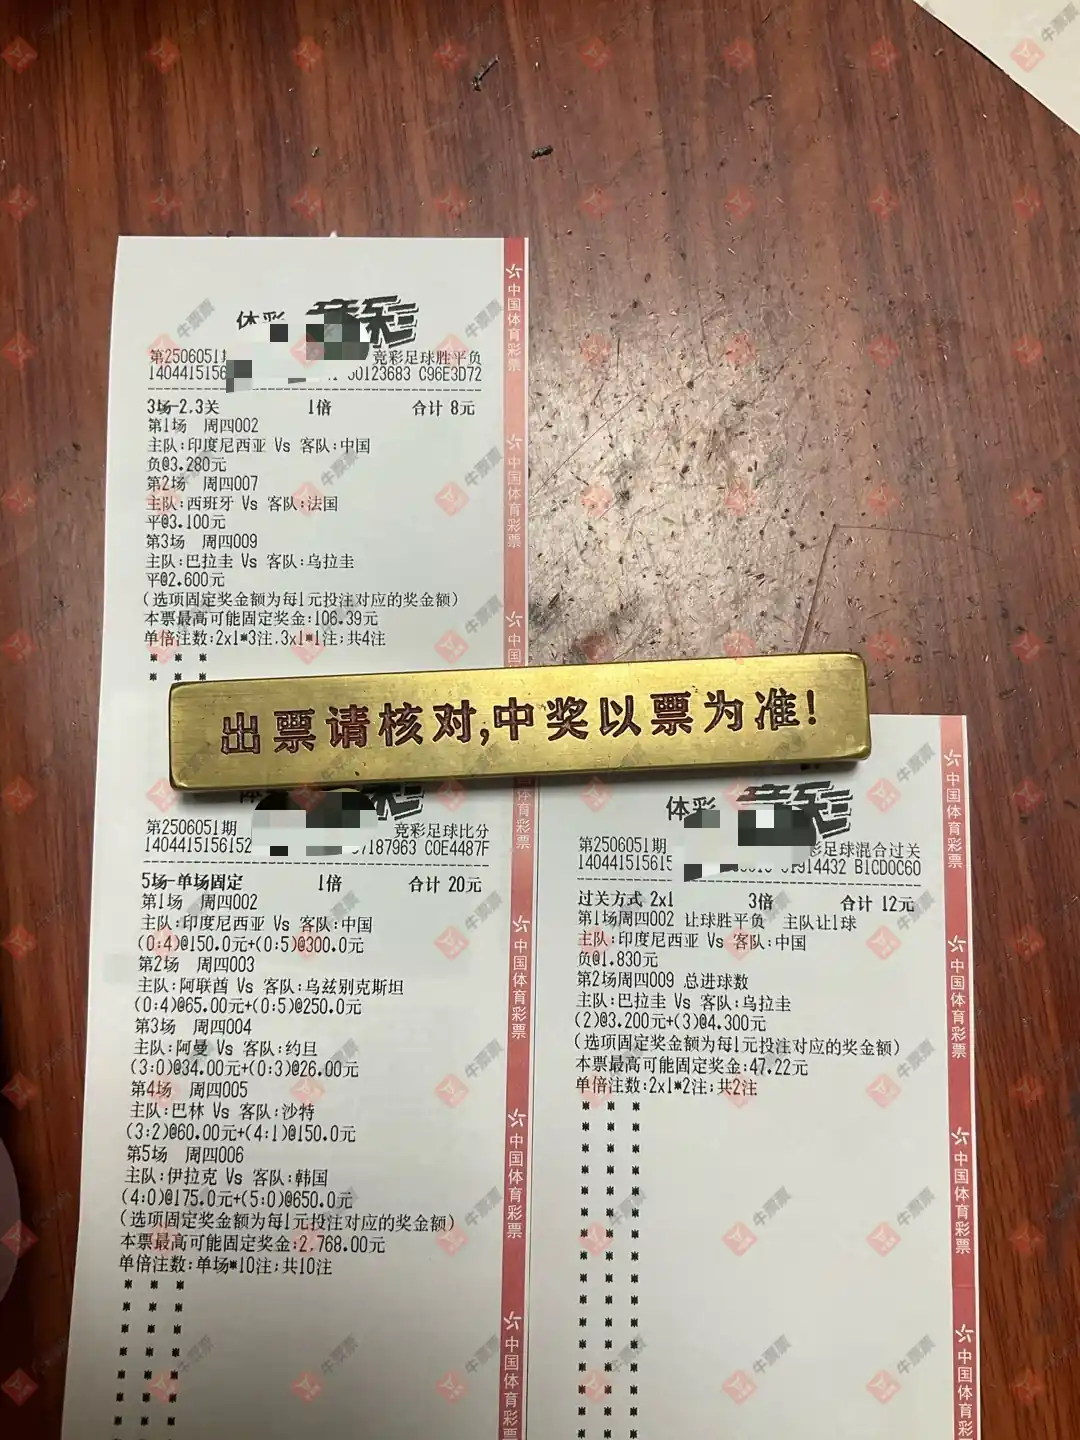 体彩 竞彩
第2506051期
竞彩足球胜平负
1404415156
00123683 C96E3D72
3场-2.3关 1倍 合计 8元
第1场 周四002
主队:印度尼西亚 Vs 客队:中国
负@3.280元
第2场 周四007
主队:西班牙 Vs 客队:法国
平@3.100元
第3场 周四009
主队:巴拉圭 Vs 客队:乌拉圭
平@2.600元
(选项固定奖金额为每1元投注对应的奖金额)
本票最高可能固定奖金:106.39元
单倍注数:2x1*3注.3x1*1注;共4注
出票请核对,中奖以票为准!
体彩 竞彩
第2506051期 竞彩足球比分
1404415156152
07187963 C0E4487F
5场-单场固定 1倍 合计 20元
第1场 周四002
主队:印度尼西亚 Vs 客队:中国
(0:4)@150.0元+(0:5)@300.0元
第2场 周四003
主队:阿联酋 Vs 客队:乌兹别克斯坦
(0:4)@65.00元+(0:5)@250.0元
第3场 周四004
主队:阿曼 Vs 客队:约旦
(3:0)@34.00元+(0:3)@26.00元
第4场 周四005
主队:巴林 Vs 客队:沙特
(3:2)@60.00元+(4:1)@150.0元
第5场 周四006
主队:伊拉克 Vs 客队:韩国
(4:0)@175.0元+(5:0)@650.0元
(选项固定奖金额为每1元投注对应的奖金额)
本票最高可能固定奖金:2,768.00元
单倍注数:单场*10注;共10注
体彩 竞彩
第2506051期
彩足球混合过关
140441515615
01914432 B1CD0C60
过关方式 2x1 3倍 合计 12元
第1场周四002 让球胜平负 主队让1球
主队:印度尼西亚 Vs 客队:中国
负@1.830元
第2场周四009 总进球数
主队:巴拉圭 Vs 客队:乌拉圭
(2)@3.200元+(3)@4.300元
(选项固定奖金额为每1元投注对应的奖金额)
本票最高可能固定奖金:47.22元
单倍注数:2x1*2注;共2注
中国体育彩票
牛票票